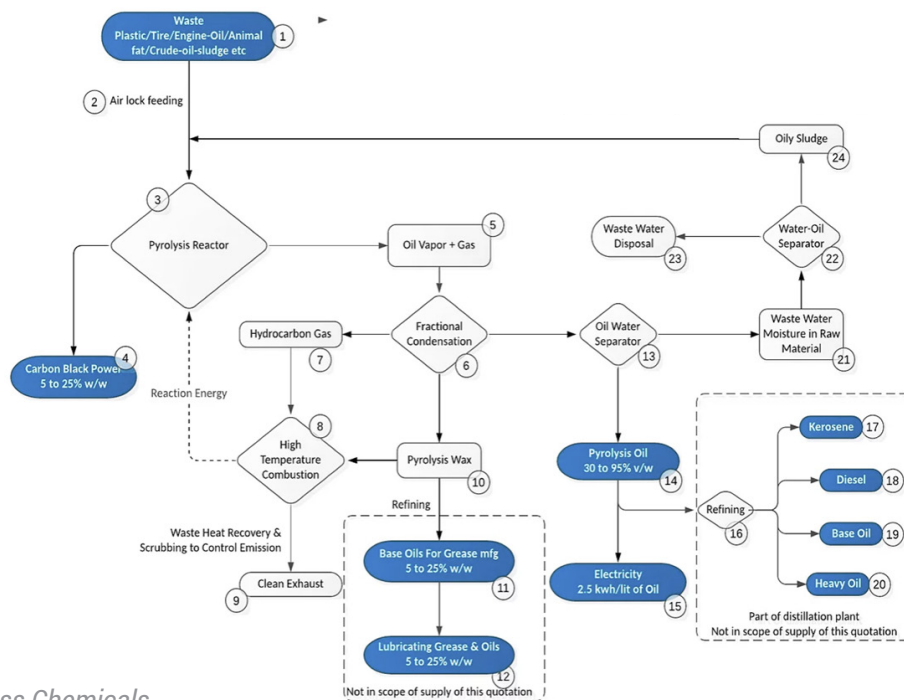 Waste
Plastic/Tire/Engine-Oil/Animal
fat/Crude-oil-sludge etc
1
2
Air lock feeding
Oily Sludge
24
3
Pyrolysis Reactor
5
Oil Vapor + Gas
Waste Water
Disposal
23
Water-Oil
Separator
22
Hydrocarbon Gas
7
Fractional
Condensation
6
Oil Water
Separator
13
Waste Water
Moisture in Raw
Material
21
4
Carbon Black Power
5 to 25% w/w
Reaction Energy
8
High
Temperature
Combustion
Pyrolysis Wax
10
Refining
Pyrolysis Oil
30 to 95% v/w
14
Kerosene
17
Diesel
18
Refining
16
Base Oil
19
Heavy Oil
20
Waste Heat Recovery &
Scrubbing to Control Emission
Clean Exhaust
9
Base Oils For Grease mfg
5 to 25% w/w
11
Electricity
2.5 kwh/lit of Oil
15
Part of distillation plant
Not in scope of supply of this quotation
Lubricating Grease & Oils
5 to 25% w/w
12
Not in scope of supply of this quotation
Chemicals